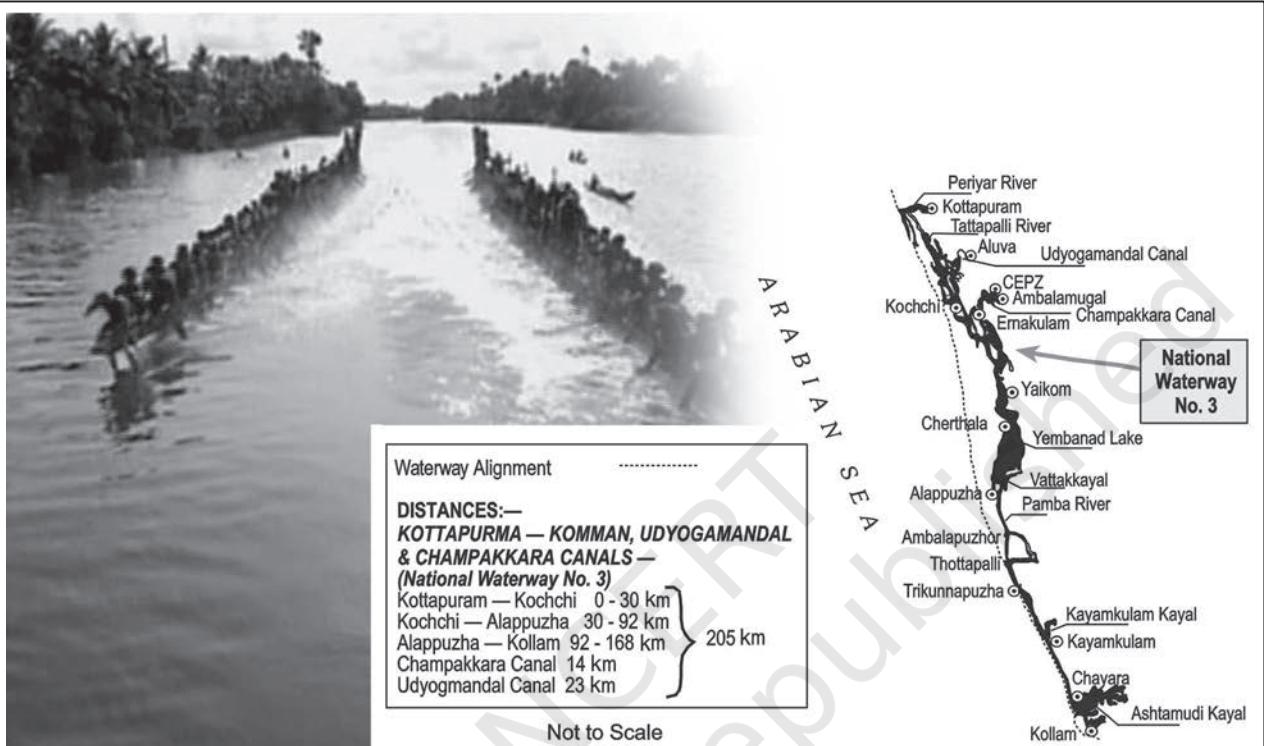 Periyar River
Kottapuram
Tattapalli River
Aluva
Udyogamandal Canal
CEPZ
Ambalamugal
Kochchi
Champakkara Canal
Ernakulam
ARABIAN SEA
National
Waterway
No. 3
Yaikom
Cherthala
Yembanad Lake
Vattakkayal
Alappuzha
Pamba River
Ambalapuzhor
Thottapalli
Trikunnapuzha
Kayamkulam Kayal
Kayamkulam
Chayara
Ashtamudi Kayal
Kollam
Waterway Alignment
DISTANCES:—
KOTTAPURMA — KOMMAN, UDYOGAMANDAL
& CHAMPAKKARA CANALS —
(National Waterway No. 3)
Kottapuram — Kochchi 0 - 30 km
Kochchi — Alappuzha 30 - 92 km
Alappuzha — Kollam 92 - 168 km
205 km
Champakkara Canal 14 km
Udyogmandal Canal 23 km
Not to Scale
NCERT
republished